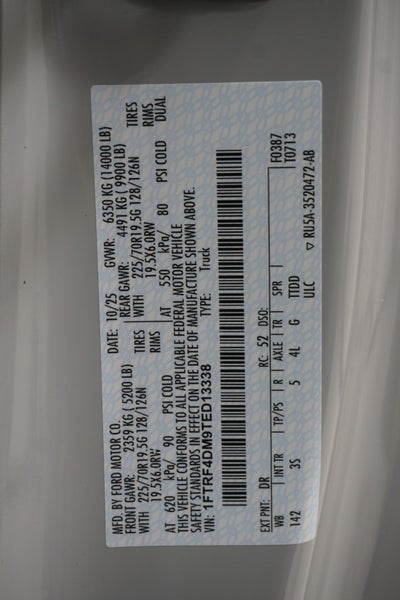 MFD. BY FORD MOTOR CO.
DATE: 10/25 GVWR: 6350 KG (14000 LB)
FRONT GAWR: 2359 KG (5200 LB) REAR GAWR: 4491 KG (9900 LB)
WITH 225/70R19.5G 128/126N TIRES WITH 225/70R19.5G 128/126N TIRES
19.5X6.0RW RIMS 19.5X6.0RW RIMS
AT 620 kPa/ 90 PSI COLD AT 550 kPa/ 80 PSI COLD DUAL
THIS VEHICLE CONFORMS TO ALL APPLICABLE FEDERAL MOTOR VEHICLE
SAFETY STANDARDS IN EFFECT ON THE DATE OF MANUFACTURE SHOWN ABOVE.
VIN: 1FTRF4DM9TED13338 TYPE: Truck
F0387
T0713
EXT PNT: DR RC: 52 DSO:
WB INT TR TP/PS R AXLE TR SPR
142 3S 5 4L G TTDD
ULC ▽ RU5A-3520472-AB